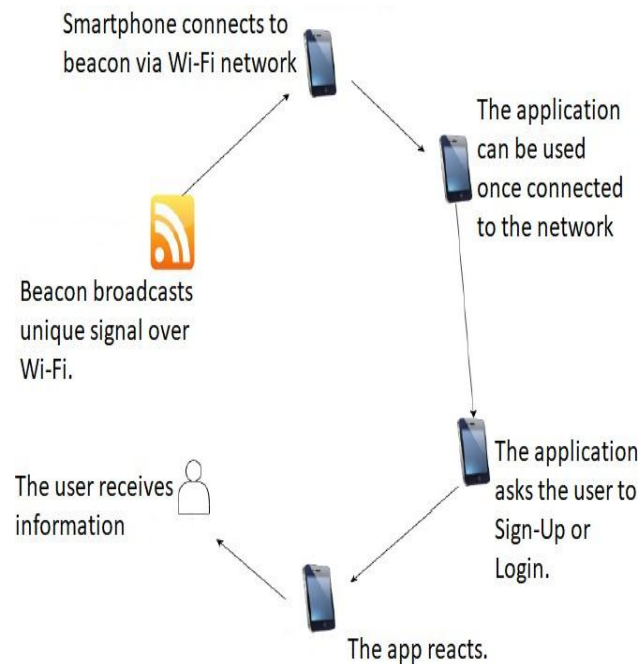 Smartphone connects to
beacon via Wi-Fi network
The application
can be used
once connected
to the network
Beacon broadcasts
unique signal over
Wi-Fi.
The application
asks the user to
Sign-Up or
Login.
The user receives
information
The app reacts.